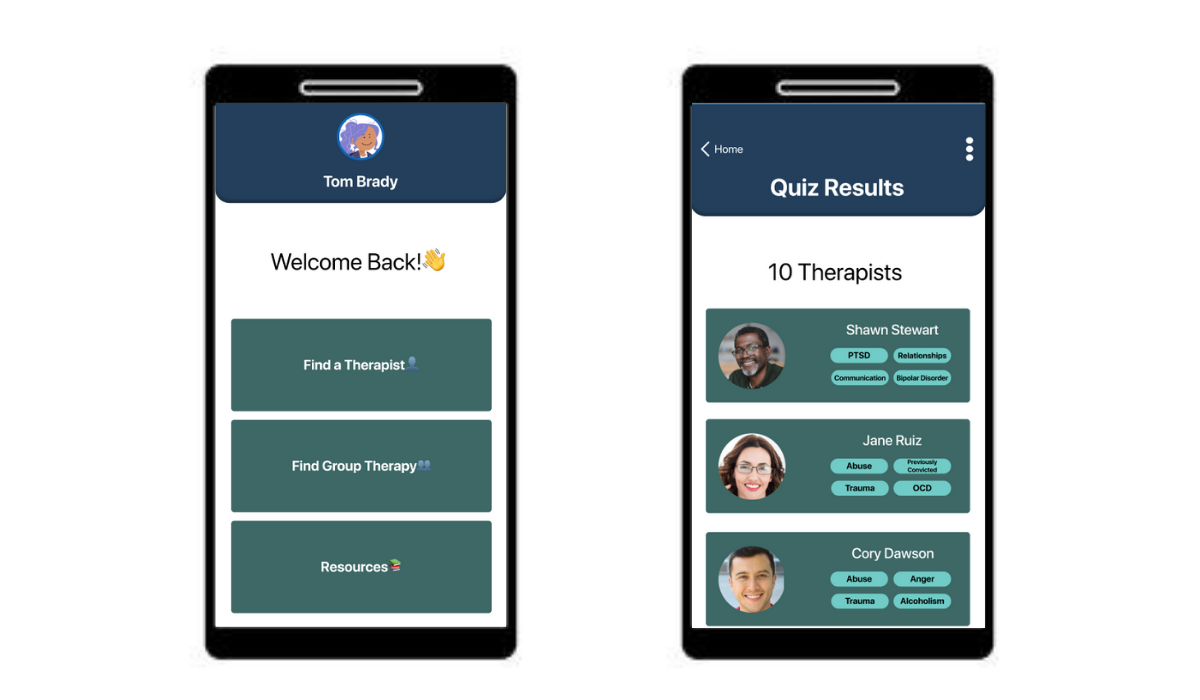 Tom Brady
Welcome Back!👋
Find a Therapist👤
Find Group Therapy👥
Resources📚
Home
Quiz Results
10 Therapists
Shawn Stewart
PTSD
Relationships
Communication
Bipolar Disorder
Jane Ruiz
Abuse
Previously
Convicted
Trauma
OCD
Cory Dawson
Abuse
Anger
Trauma
Alcoholism